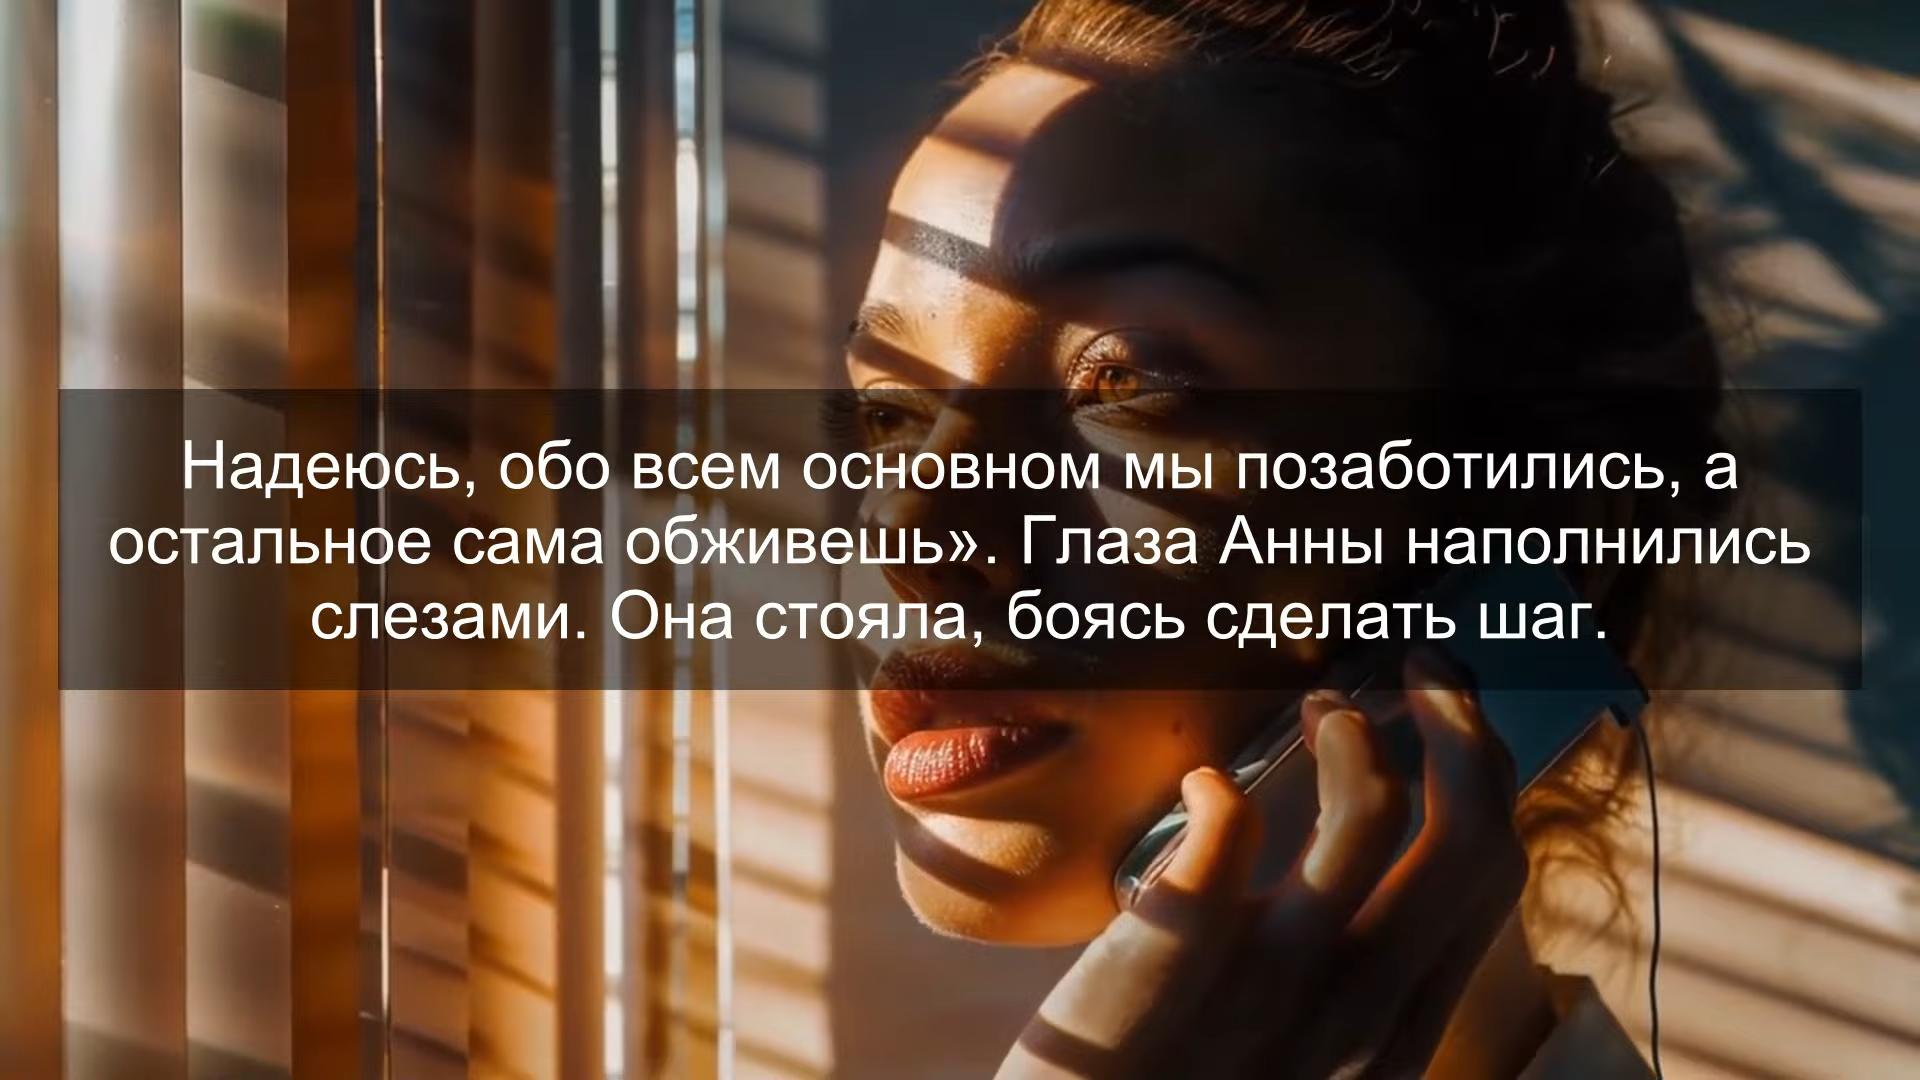 Надеюсь, обо всем основном мы позаботились, а
остальное сама обживешь». Глаза Анны наполнились
слезами. Она стояла, боясь сделать шаг.